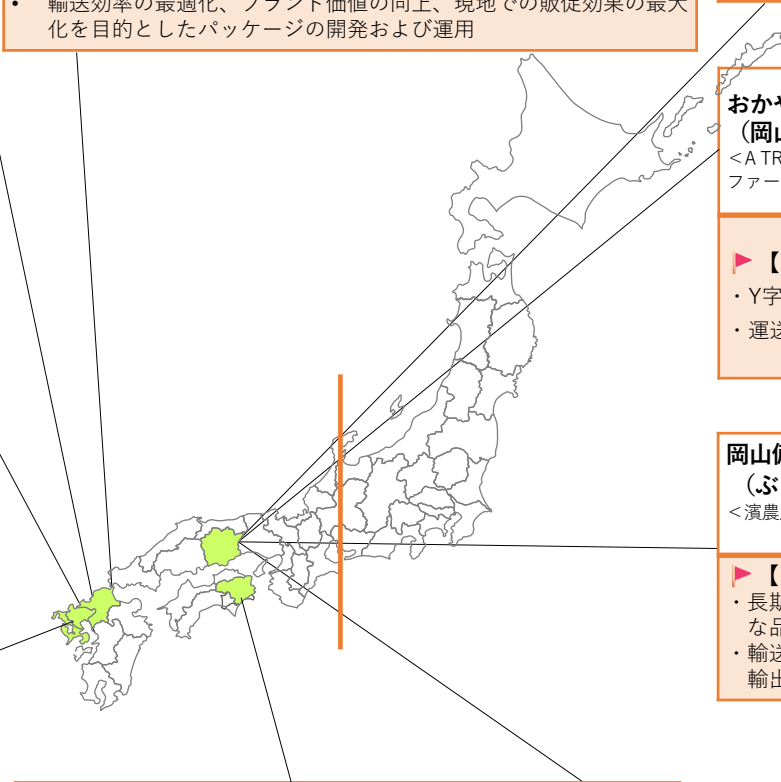 • 輸送効率の最適化、ブランド価値の向上、現地での販促効果の最大
化を目的としたパッケージの開発および運用
おかや
（岡山
＜A TR
ファー
【
・Y字
・運送
岡山
（ぶ
＜濱農
【
・長期
な品
・輸送
輸出